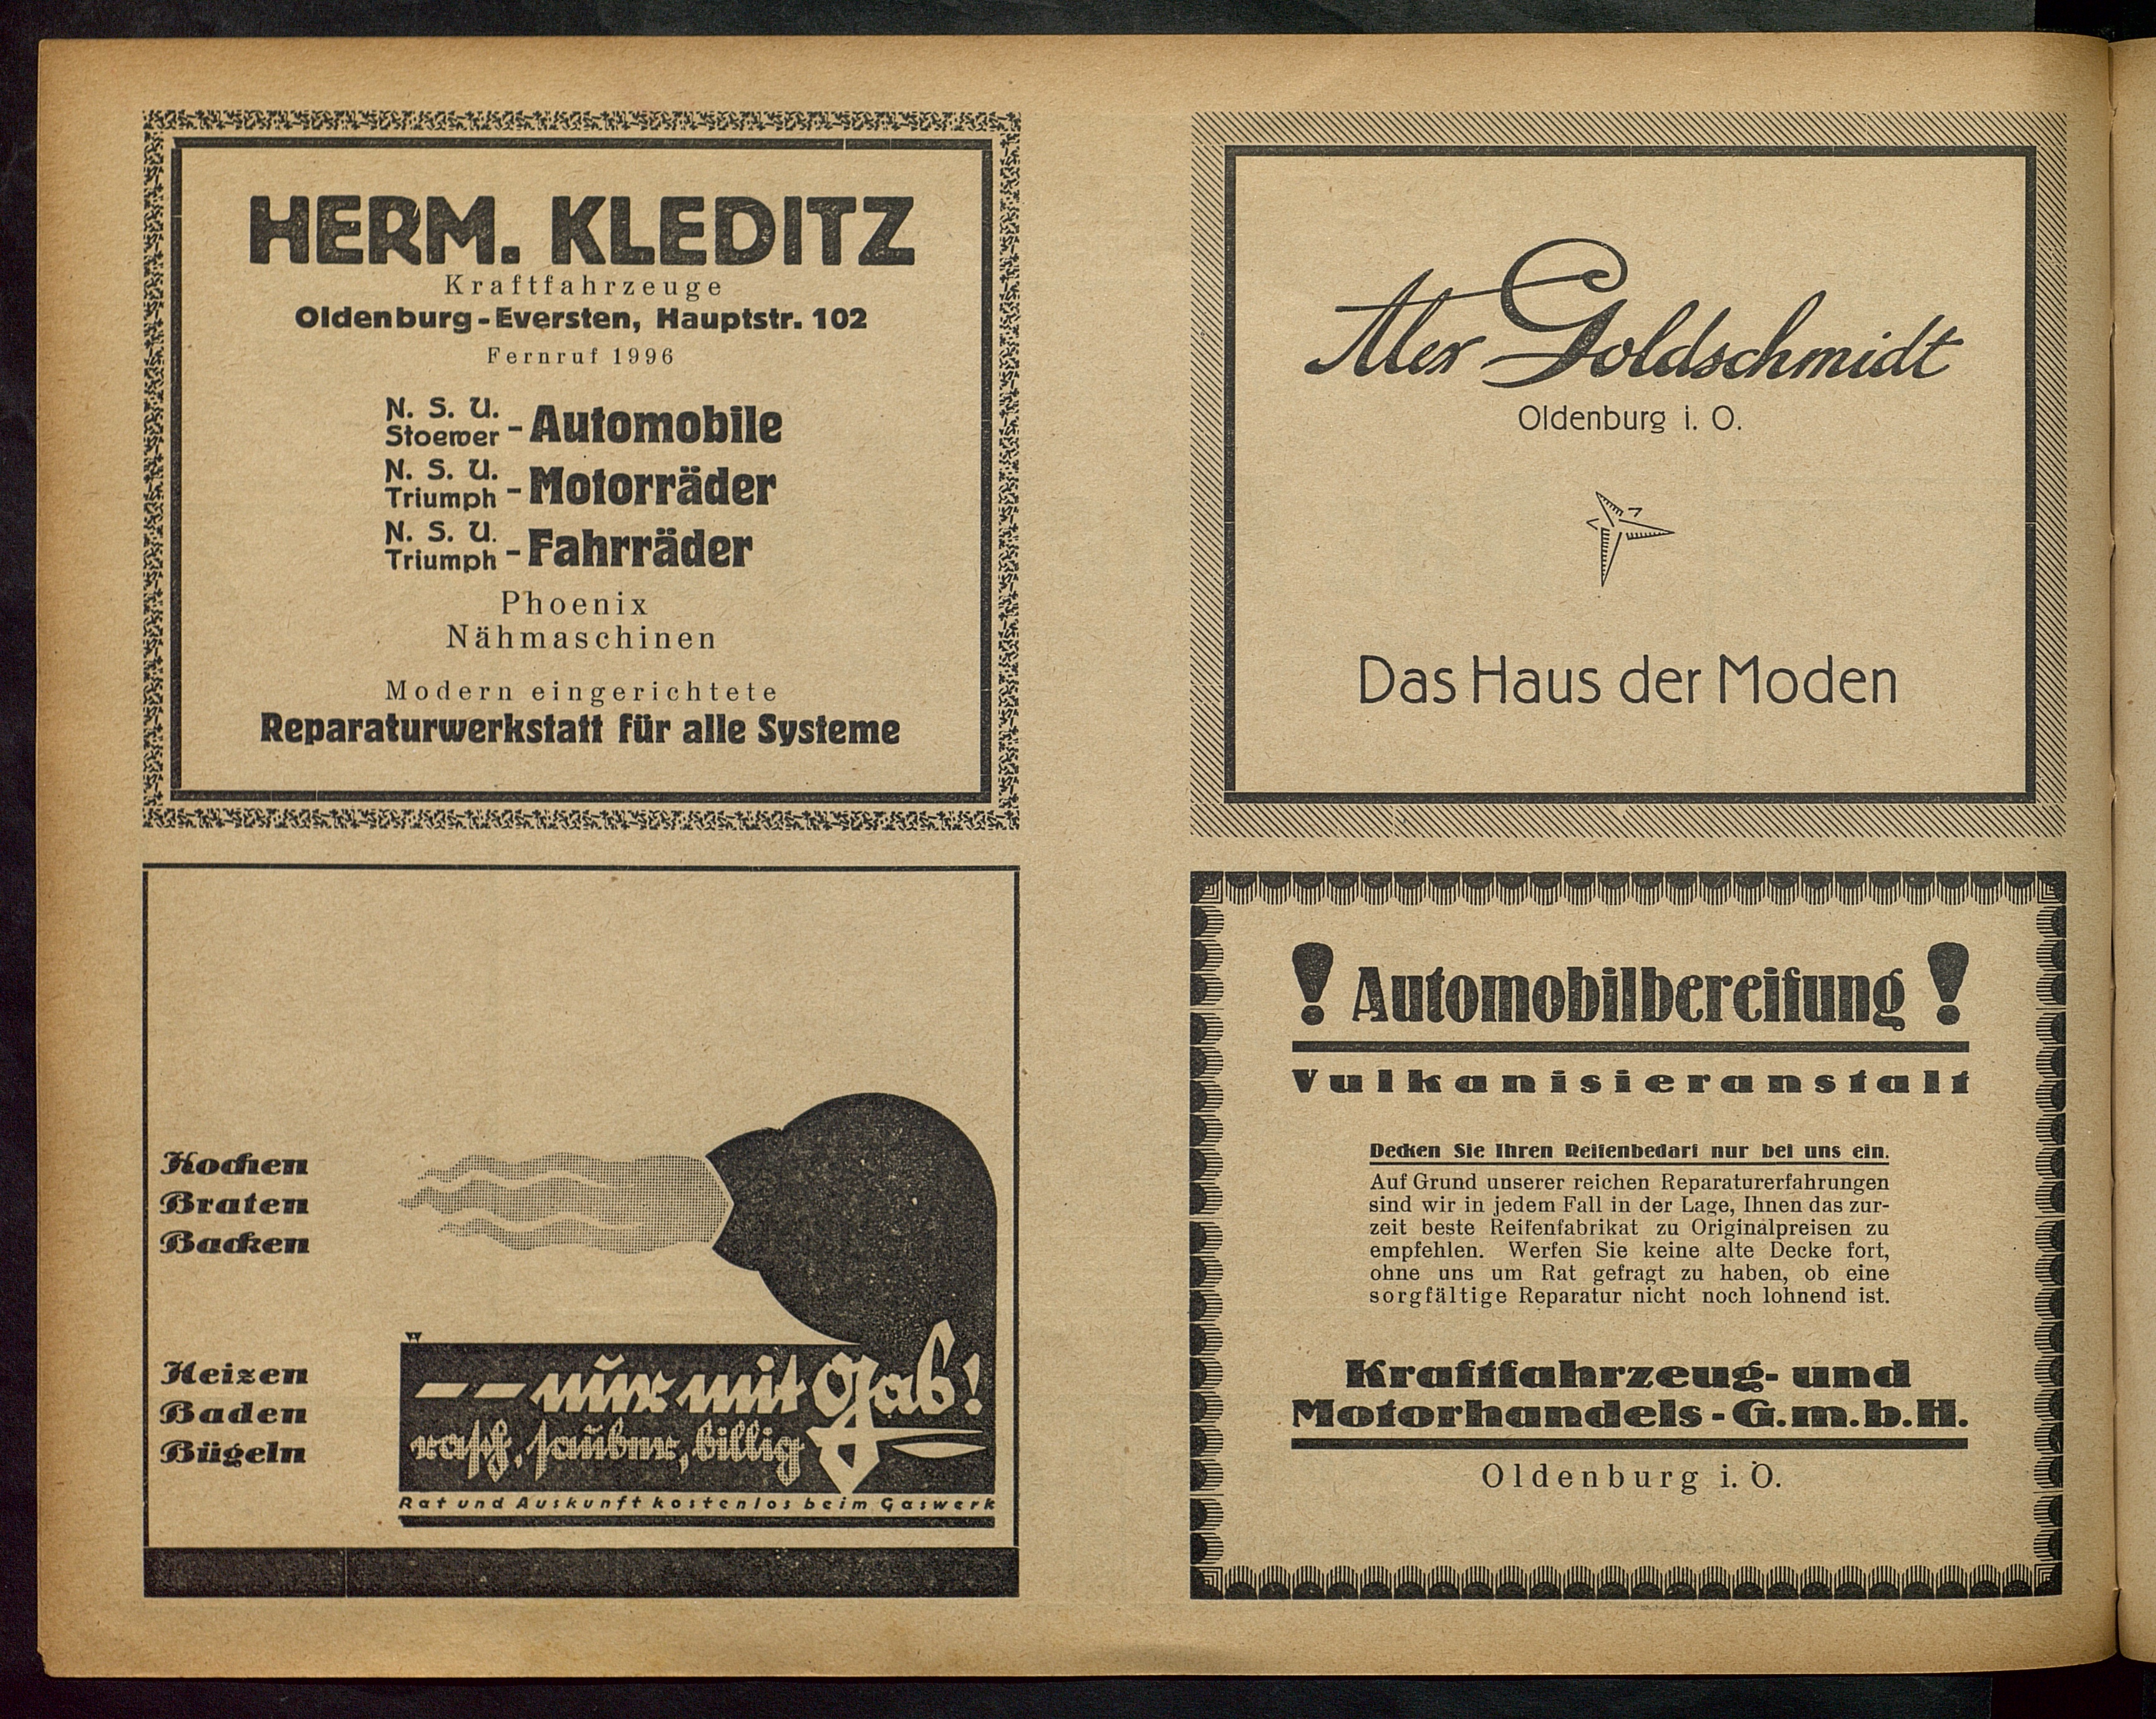 HERM. KLEDITZ
Kraftfahrzeuge
Oldenburg-Eversten, Hauptstr. 102
Fernruf 1996
N. S. U.
Stoewer - Automobile
N. S. U.
Triumph - Motorräder
N. S. U.
Triumph - Fahrräder
Phoenix
Nähmaschinen
Modern eingerichtete
Reparaturwerkstatt für alle Systeme
Alex Goldschmidt
Oldenburg i. O.
Das Haus der Moden
Kochen
Braten
Backen
Heizen
Baden
Bügeln
-- nur mit Gas!
rasch, sauber, billig
Rat und Auskunft kostenlos beim Gaswerk
! Automobilbereifung !
Vulkanisieranstalt
Decken Sie Ihren Reifenbedarf nur bei uns ein.
Auf Grund unserer reichen Reparaturerfahrungen
sind wir in jedem Fall in der Lage, Ihnen das zur-
zeit beste Reifenfabrikat zu Originalpreisen zu
empfehlen. Werfen Sie keine alte Decke fort,
ohne uns um Rat gefragt zu haben, ob eine
sorgfältige Reparatur nicht noch lohnend ist.
Kraftfahrzeug- und
Motorhandels-G.m.b.H.
Oldenburg i. O.